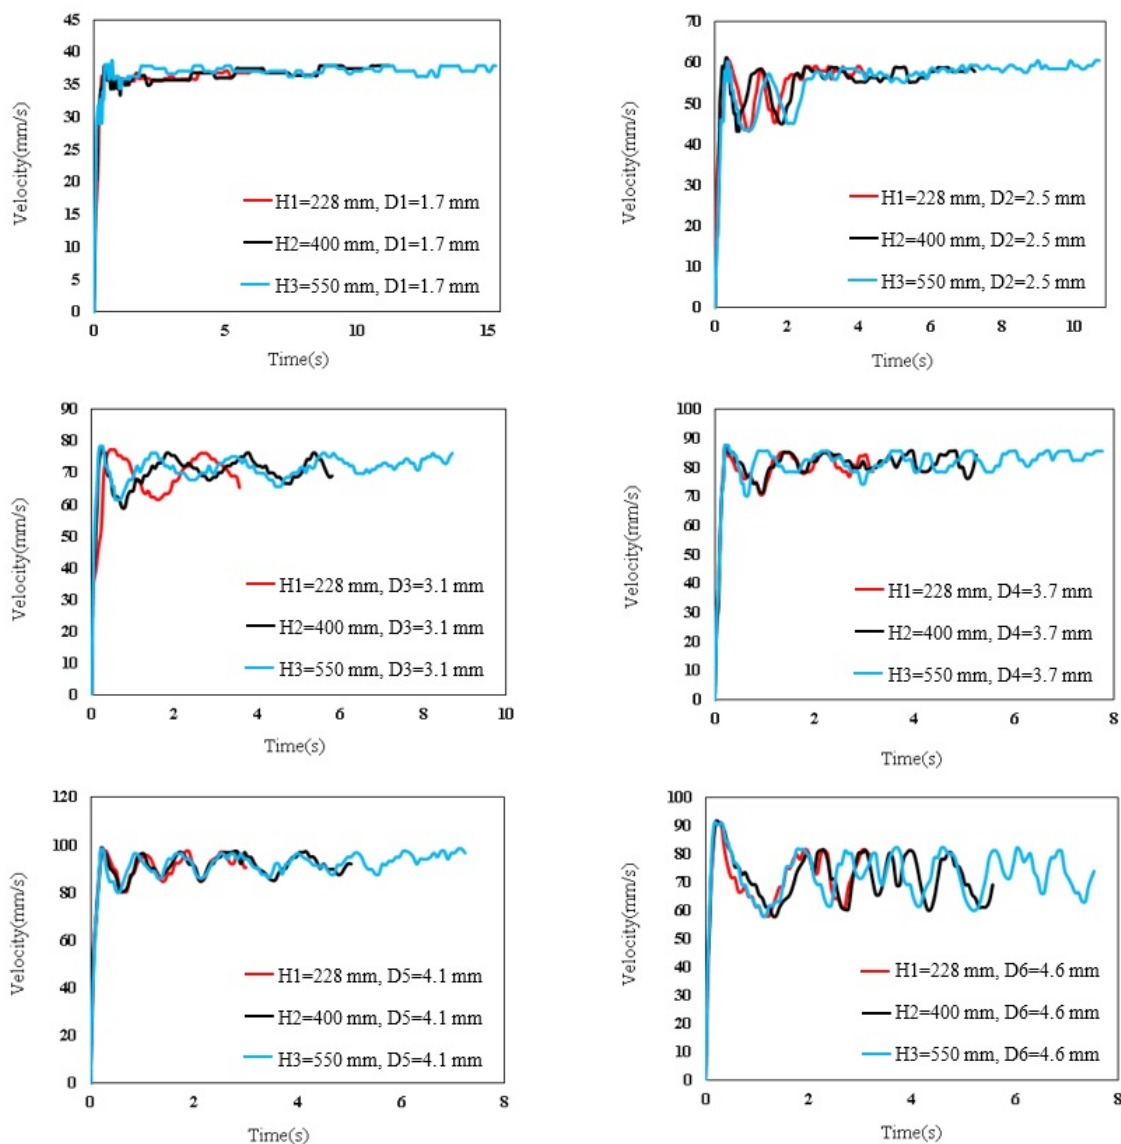 45
40
35
30
25
20
15
10
5
0
Velocity(mm/s)
H1=228 mm, D1=1.7 mm
H2=400 mm, D1=1.7 mm
H3=550 mm, D1=1.7 mm
0 5 10 15
Time(s)
70
60
50
40
30
20
10
0
Velocity(mm/s)
H1=228 mm, D2=2.5 mm
H2=400 mm, D2=2.5 mm
H3=550 mm, D2=2.5 mm
0 2 4 6 8 10
Time(s)
90
80
70
60
50
40
30
20
10
0
Velocity(mm/s)
H1=228 mm, D3=3.1 mm
H2=400 mm, D3=3.1 mm
H3=550 mm, D3=3.1 mm
0 2 4 6 8 10
Time(s)
100
90
80
70
60
50
40
30
20
10
0
Velocity(mm/s)
H1=228 mm, D4=3.7 mm
H2=400 mm, D4=3.7 mm
H3=550 mm, D4=3.7 mm
0 2 4 6 8
Time(s)
120
100
80
60
40
20
0
Velocity(mm/s)
H1=228 mm, D5=4.1 mm
H2=400 mm, D5=4.1 mm
H3=550 mm, D5=4.1 mm
0 2 4 6 8
Time(s)
100
90
80
70
60
50
40
30
20
10
0
Velocity(mm/s)
H1=228 mm, D6=4.6 mm
H2=400 mm, D6=4.6 mm
H3=550 mm, D6=4.6 mm
0 2 4 6 8
Time(s)